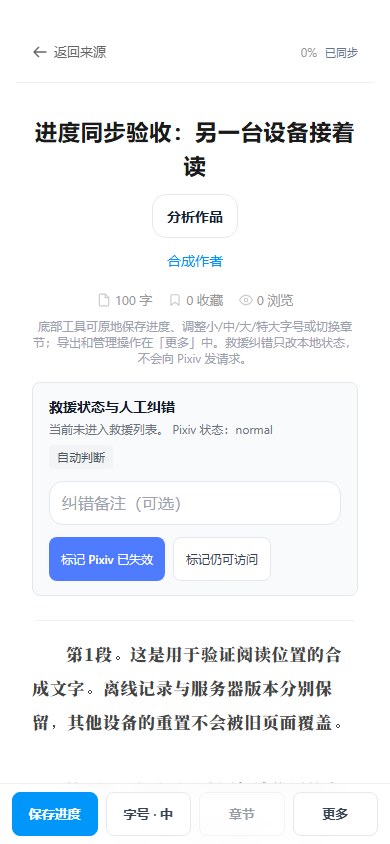 返回来源
0% 已同步
进度同步验收：另一台设备接着
读
分析作品
合成作者
100 字 0 收藏 0 浏览
底部工具可原地保存进度、调整小/中/大/特大字号或切换章
节；导出和管理操作在「更多」中。救援纠错只改本地状态，
不会向 Pixiv 发请求。
救援状态与人工纠错
当前未进入救援列表。 Pixiv 状态：normal
自动判断
纠错备注（可选）
标记 Pixiv 已失效 标记仍可访问
第1段。这是用于验证阅读位置的合
成文字。离线记录与服务器版本分别保
留，其他设备的重置不会被旧页面覆盖。
保存进度 字号 · 中 章节 更多